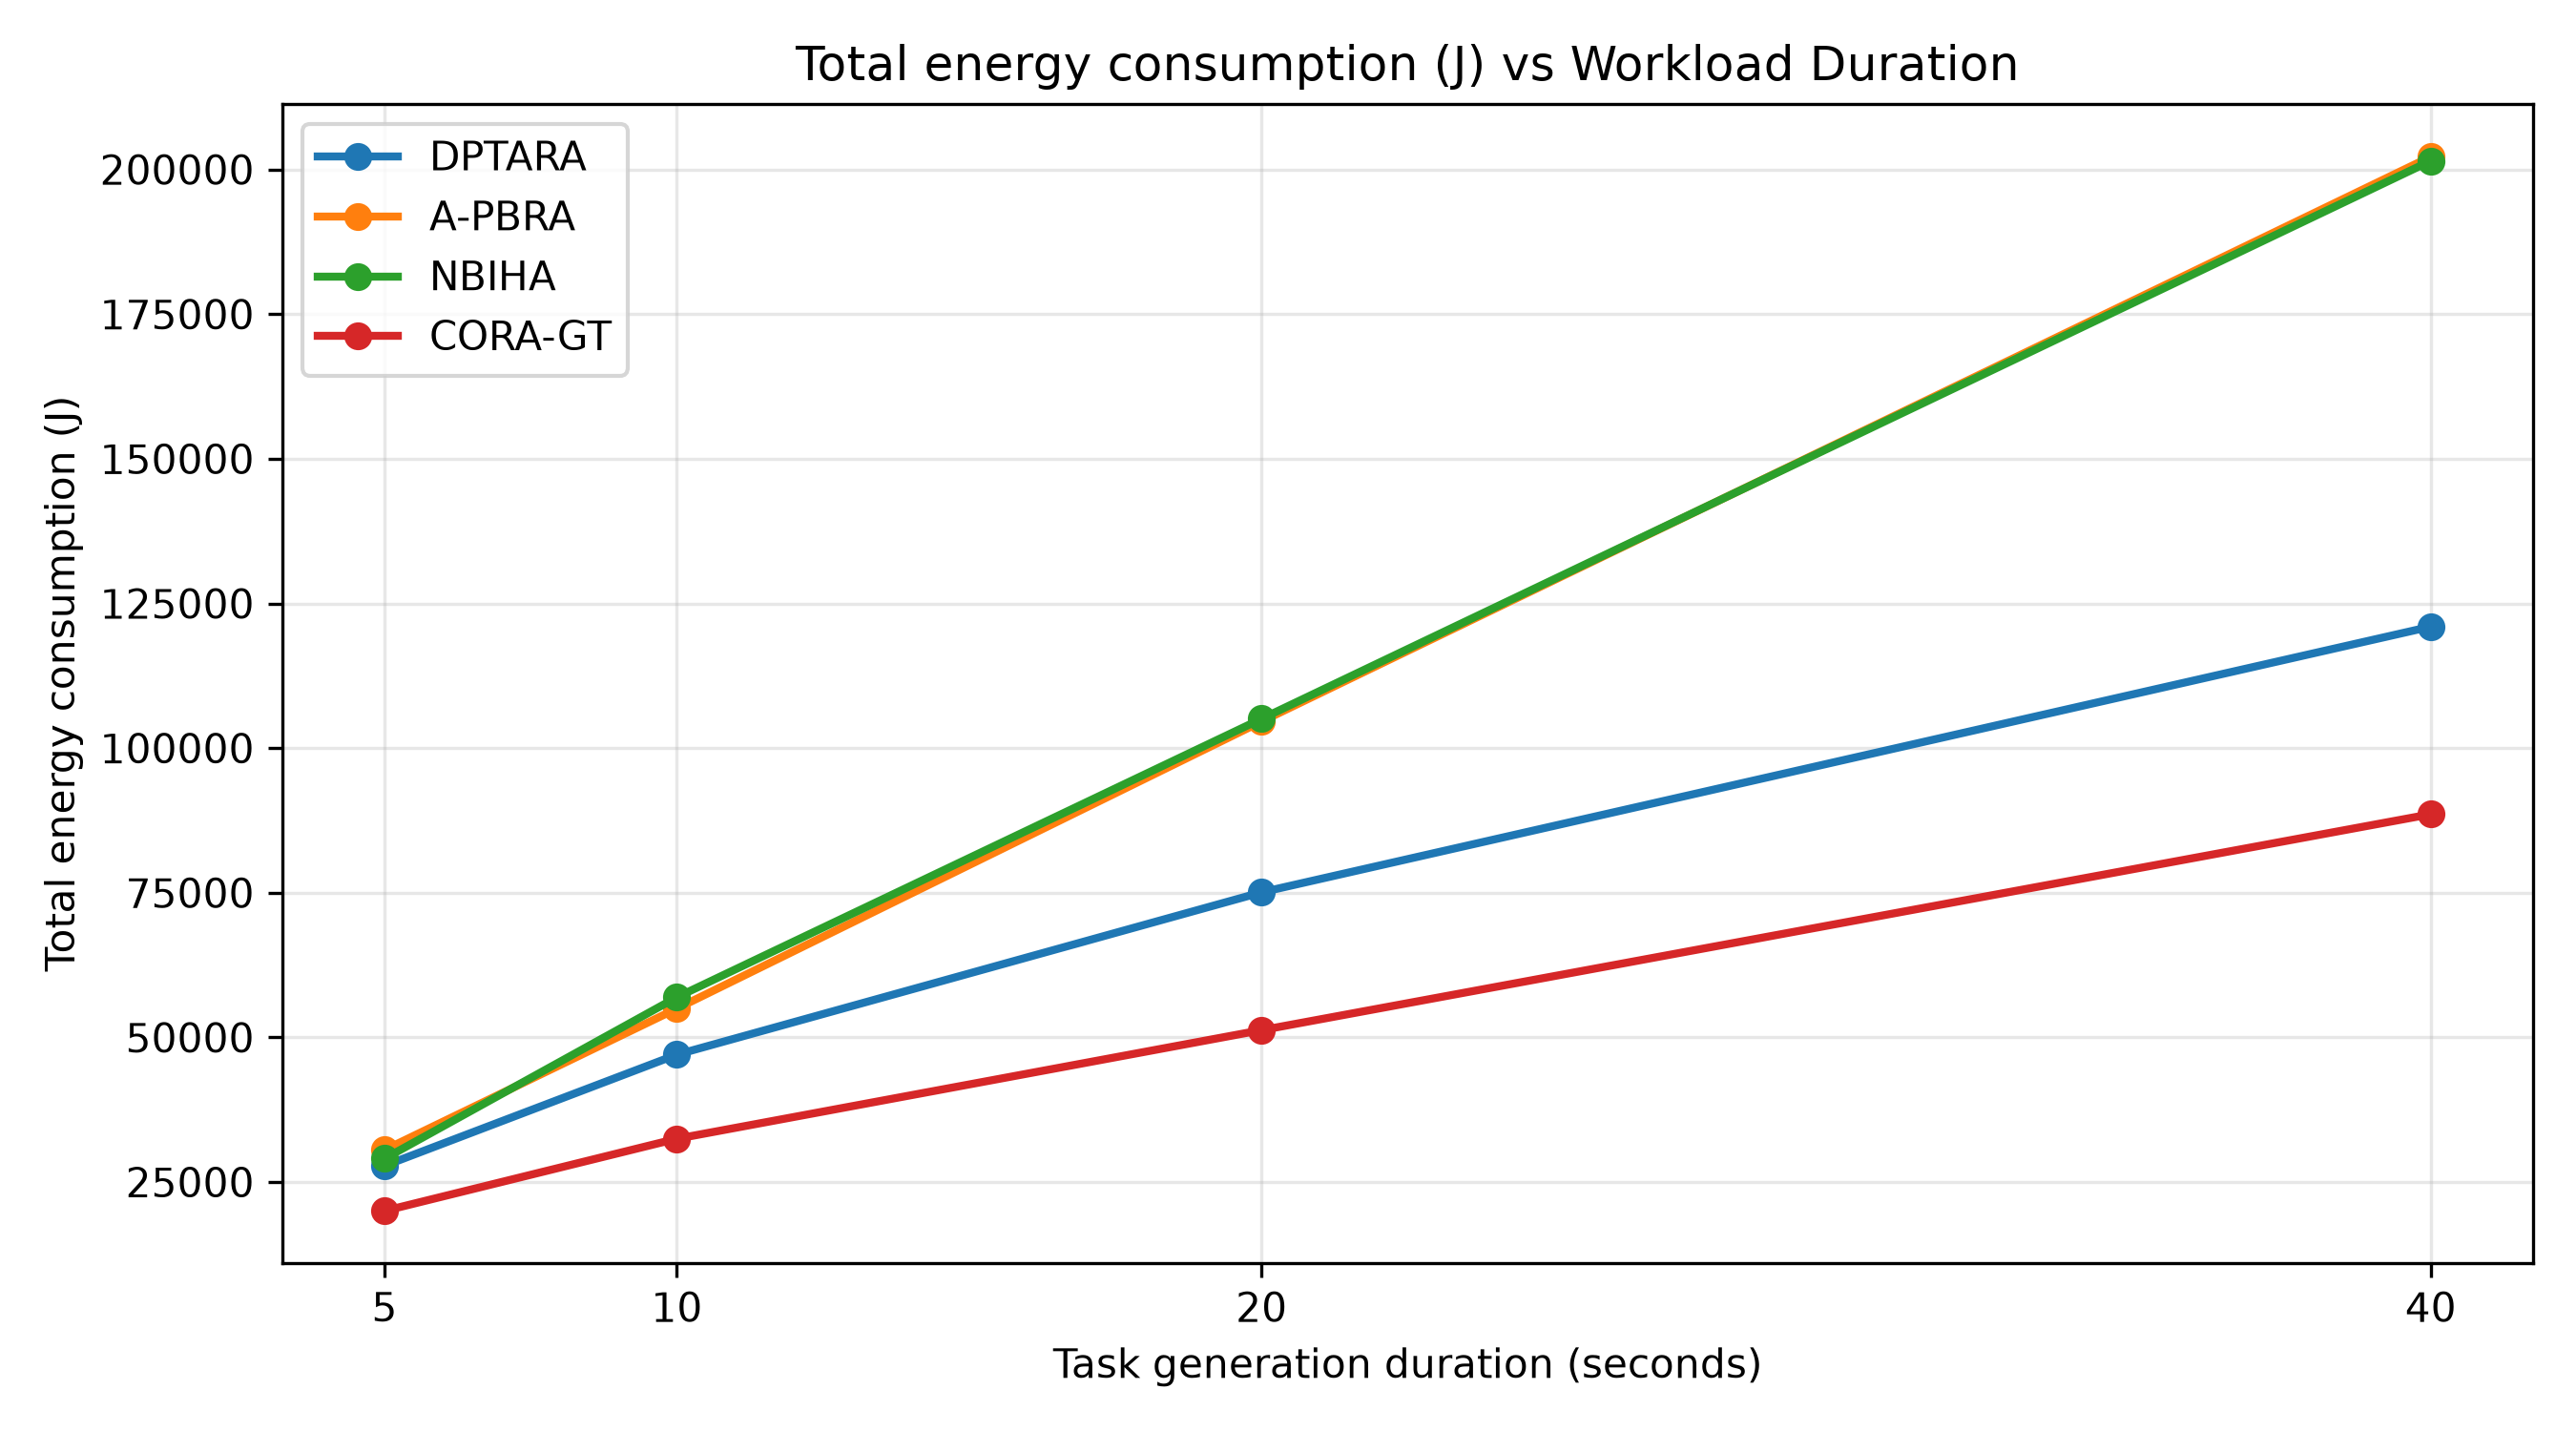 Total energy consumption (J) vs Workload Duration
DPTARA
A-PBRA
NBIHA
CORA-GT
Total energy consumption (J)
200000
175000
150000
125000
100000
75000
50000
25000
5 10 20 40
Task generation duration (seconds)